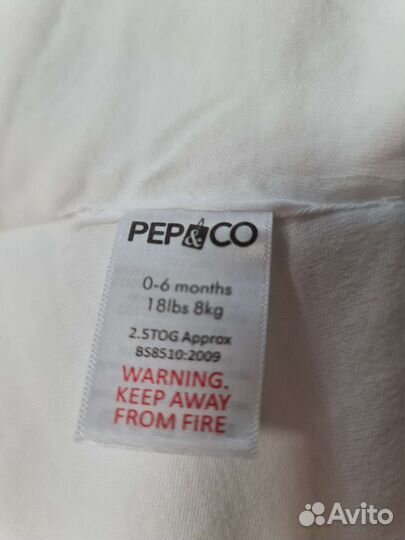 PEP&CO
0-6 months
18lbs 8kg
2.5TOG Approx
BS8510:2009
WARNING.
KEEP AWAY
FROM FIRE
Avito